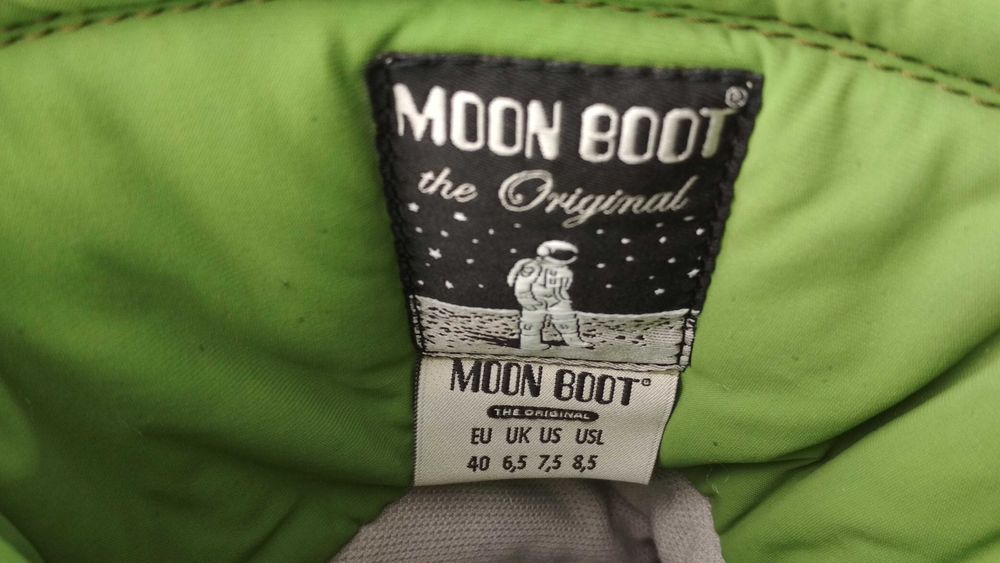 MOON BOOT®
the Original
MOON BOOT®
THE ORIGINAL
EU UK US USL
40 6,5 7,5 8,5